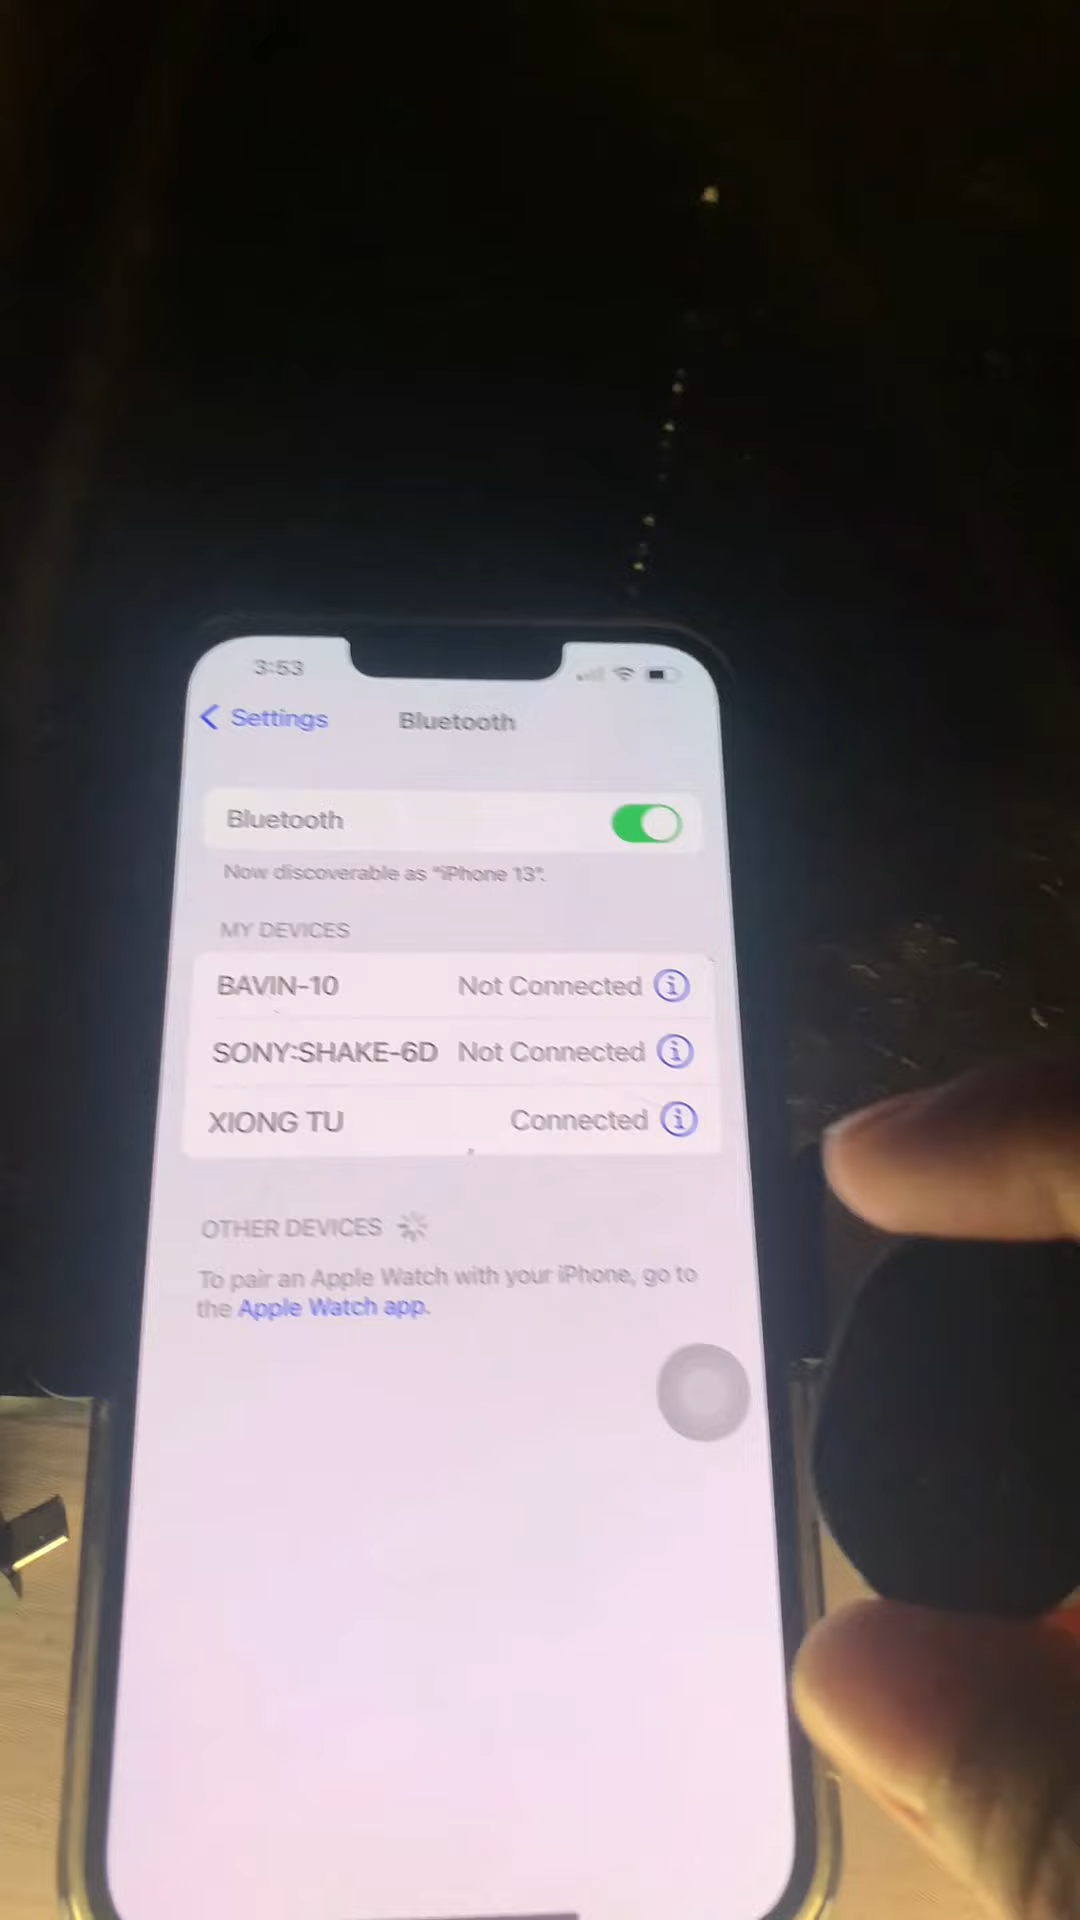 3:53
Settings Bluetooth
Bluetooth
Now discoverable as "iPhone 13".
MY DEVICES
BAVIN-10 Not Connected
SONY:SHAKE-6D Not Connected
XIONG TU Connected
OTHER DEVICES
To pair an Apple Watch with your iPhone, go to
the Apple Watch app.